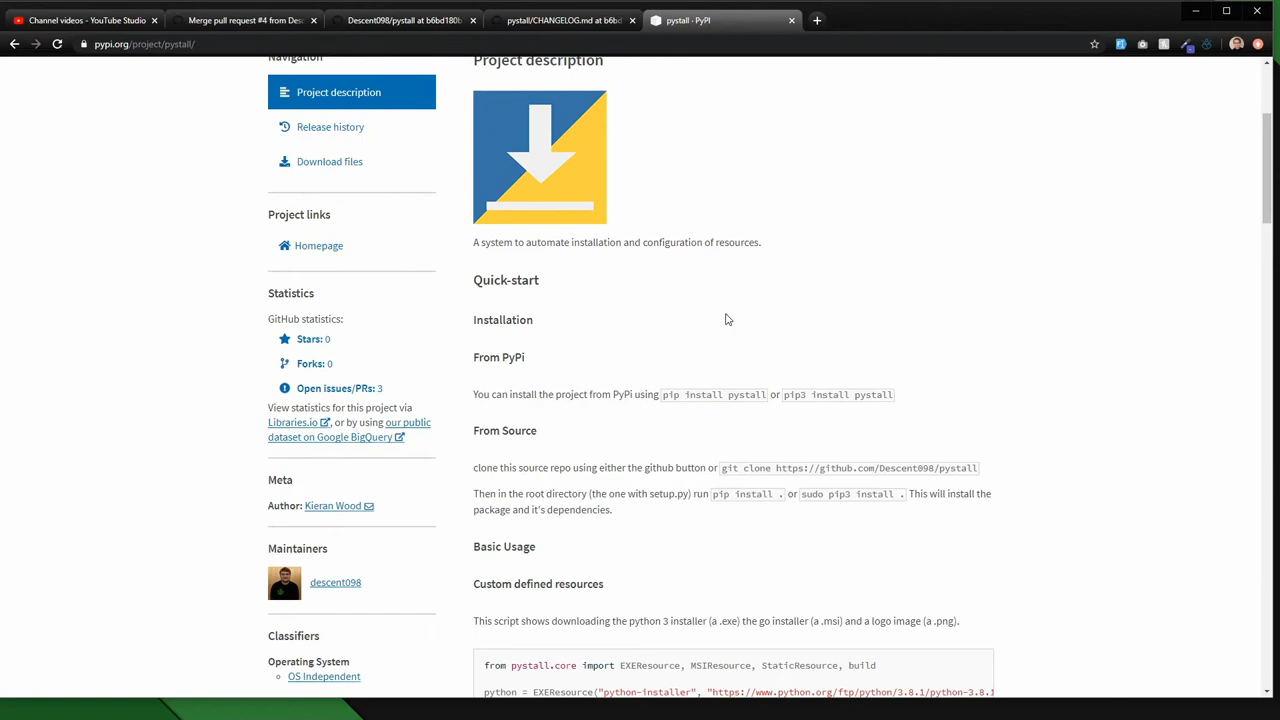 Channel videos - YouTube Studio
Merge pull request #4 from Desc
Descent098/pystall at b6bd180b
pystall/CHANGELOG.md at b6bd
pystall · PyPI
pypi.org/project/pystall/
Navigation
Project description
Release history
Download files
Project links
Homepage
Statistics
GitHub statistics:
Stars: 0
Forks: 0
Open issues/PRs: 3
View statistics for this project via
Libraries.io, or by using our public
dataset on Google BigQuery
Meta
Author: Kieran Wood
Maintainers
descent098
Classifiers
Operating System
OS Independent
Project description
A system to automate installation and configuration of resources.
Quick-start
Installation
From PyPi
You can install the project from PyPi using pip install pystall or pip3 install pystall
From Source
clone this source repo using either the github button or git clone https://github.com/Descent098/pystall
Then in the root directory (the one with setup.py) run pip install . or sudo pip3 install . This will install the
package and it's dependencies.
Basic Usage
Custom defined resources
This script shows downloading the python 3 installer (a .exe) the go installer (a .msi) and a logo image (a .png).
from pystall.core import EXEResource, MSIResource, StaticResource, build
python = EXEResource("python-installer", "https://www.python.org/ftp/python/3.8.1/python-3.8.1